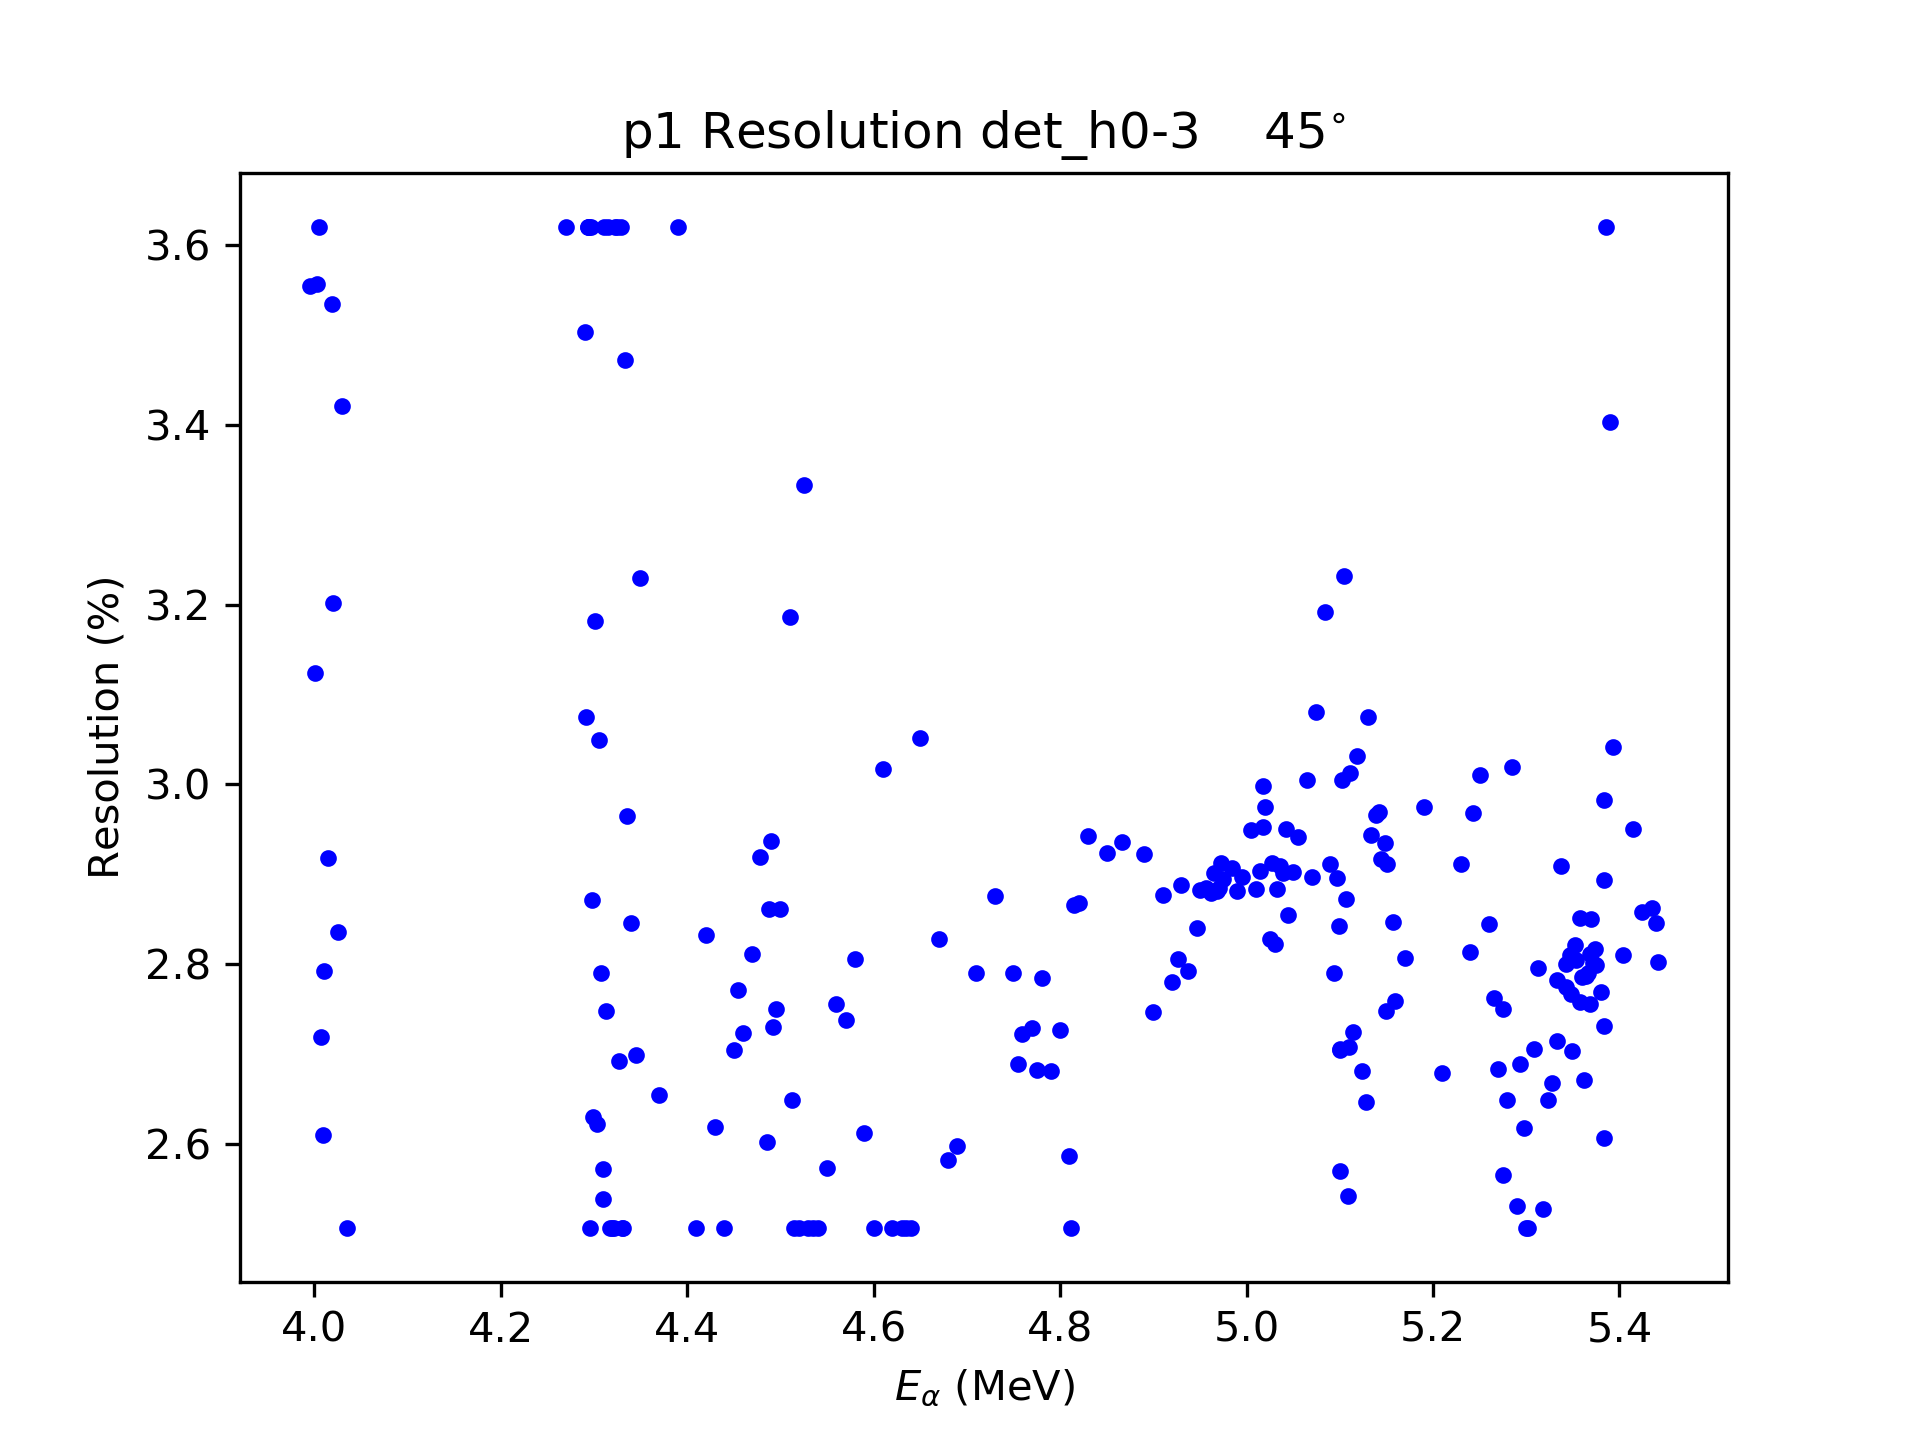 p1 Resolution det_h0-3 45°
Resolution (%)
3.6
3.4
3.2
3.0
2.8
2.6
4.0 4.2 4.4 4.6 4.8 5.0 5.2 5.4
Eα (MeV)